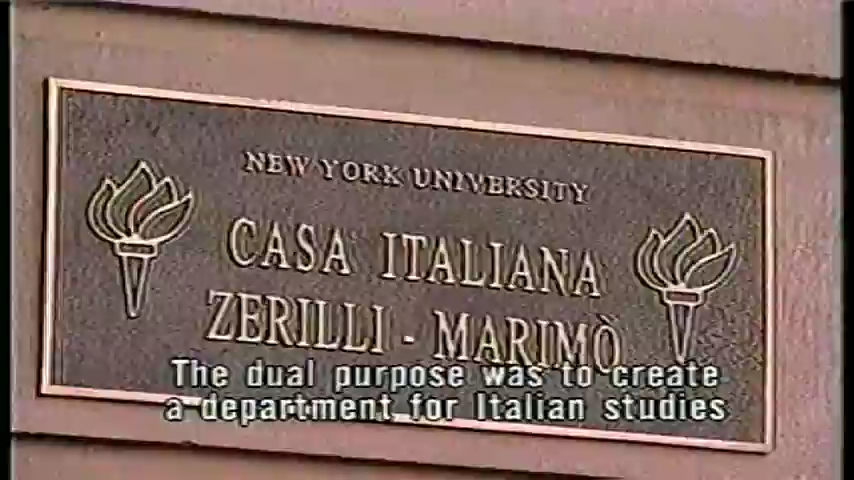 NEW YORK UNIVERSITY
CASA ITALIANA
ZERILLI - MARIMÒ
The dual purpose was to create
a department for Italian studies